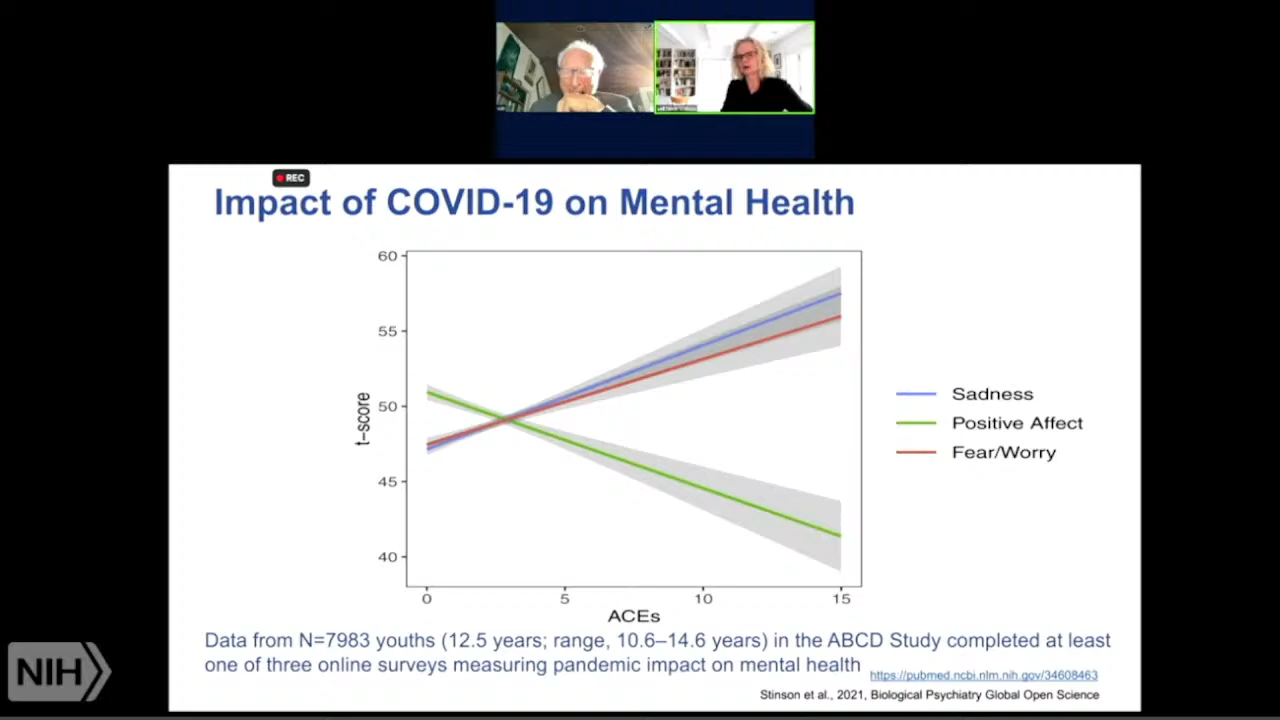 REC
Impact of COVID-19 on Mental Health
60
55
50
45
40
t-score
0 5 10 15
ACEs
Sadness
Positive Affect
Fear/Worry
Data from N=7983 youths (12.5 years; range, 10.6–14.6 years) in the ABCD Study completed at least
one of three online surveys measuring pandemic impact on mental health
https://pubmed.ncbi.nlm.nih.gov/34608463
Stinson et al., 2021, Biological Psychiatry Global Open Science
NIH